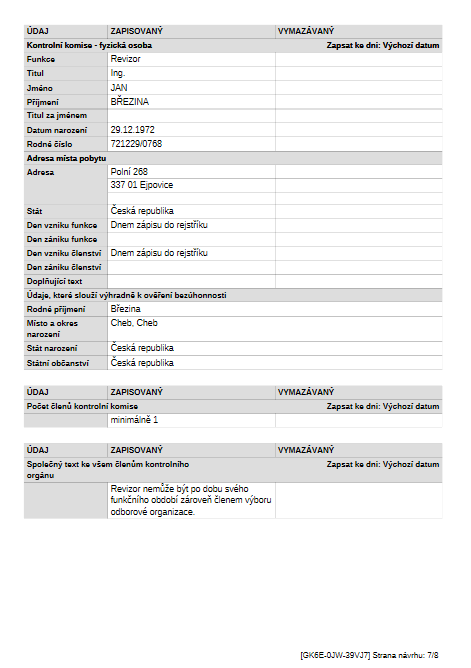 ÚDAJ ZAPISOVANÝ VYMAZÁVANÝ
Kontrolní komise - fyzická osoba Zapsat ke dni: Výchozí datum
Funkce Revizor
Titul Ing.
Jméno JAN
Příjmení BŘEZINA
Titul za jménem
Datum narození 29.12.1972
Rodné číslo 721229/0768
Adresa místa pobytu
Adresa Polní 268
337 01 Ejpovice
Stát Česká republika
Den vzniku funkce Dnem zápisu do rejstříku
Den zániku funkce
Den vzniku členství Dnem zápisu do rejstříku
Den zániku členství
Doplňující text
Údaje, které slouží výhradně k ověření bezúhonnosti
Rodné příjmení Březina
Místo a okres Cheb, Cheb
narození
Stát narození Česká republika
Státní občanství Česká republika
ÚDAJ ZAPISOVANÝ VYMAZÁVANÝ
Počet členů kontrolní komise Zapsat ke dni: Výchozí datum
minimálně 1
ÚDAJ ZAPISOVANÝ VYMAZÁVANÝ
Společný text ke všem členům kontrolního Zapsat ke dni: Výchozí datum
orgánu
Revizor nemůže být po dobu svého
funkčního období zároveň členem výboru
odborové organizace.
[GK6E-0JW-39VJ7] Strana návrhu: 7/8